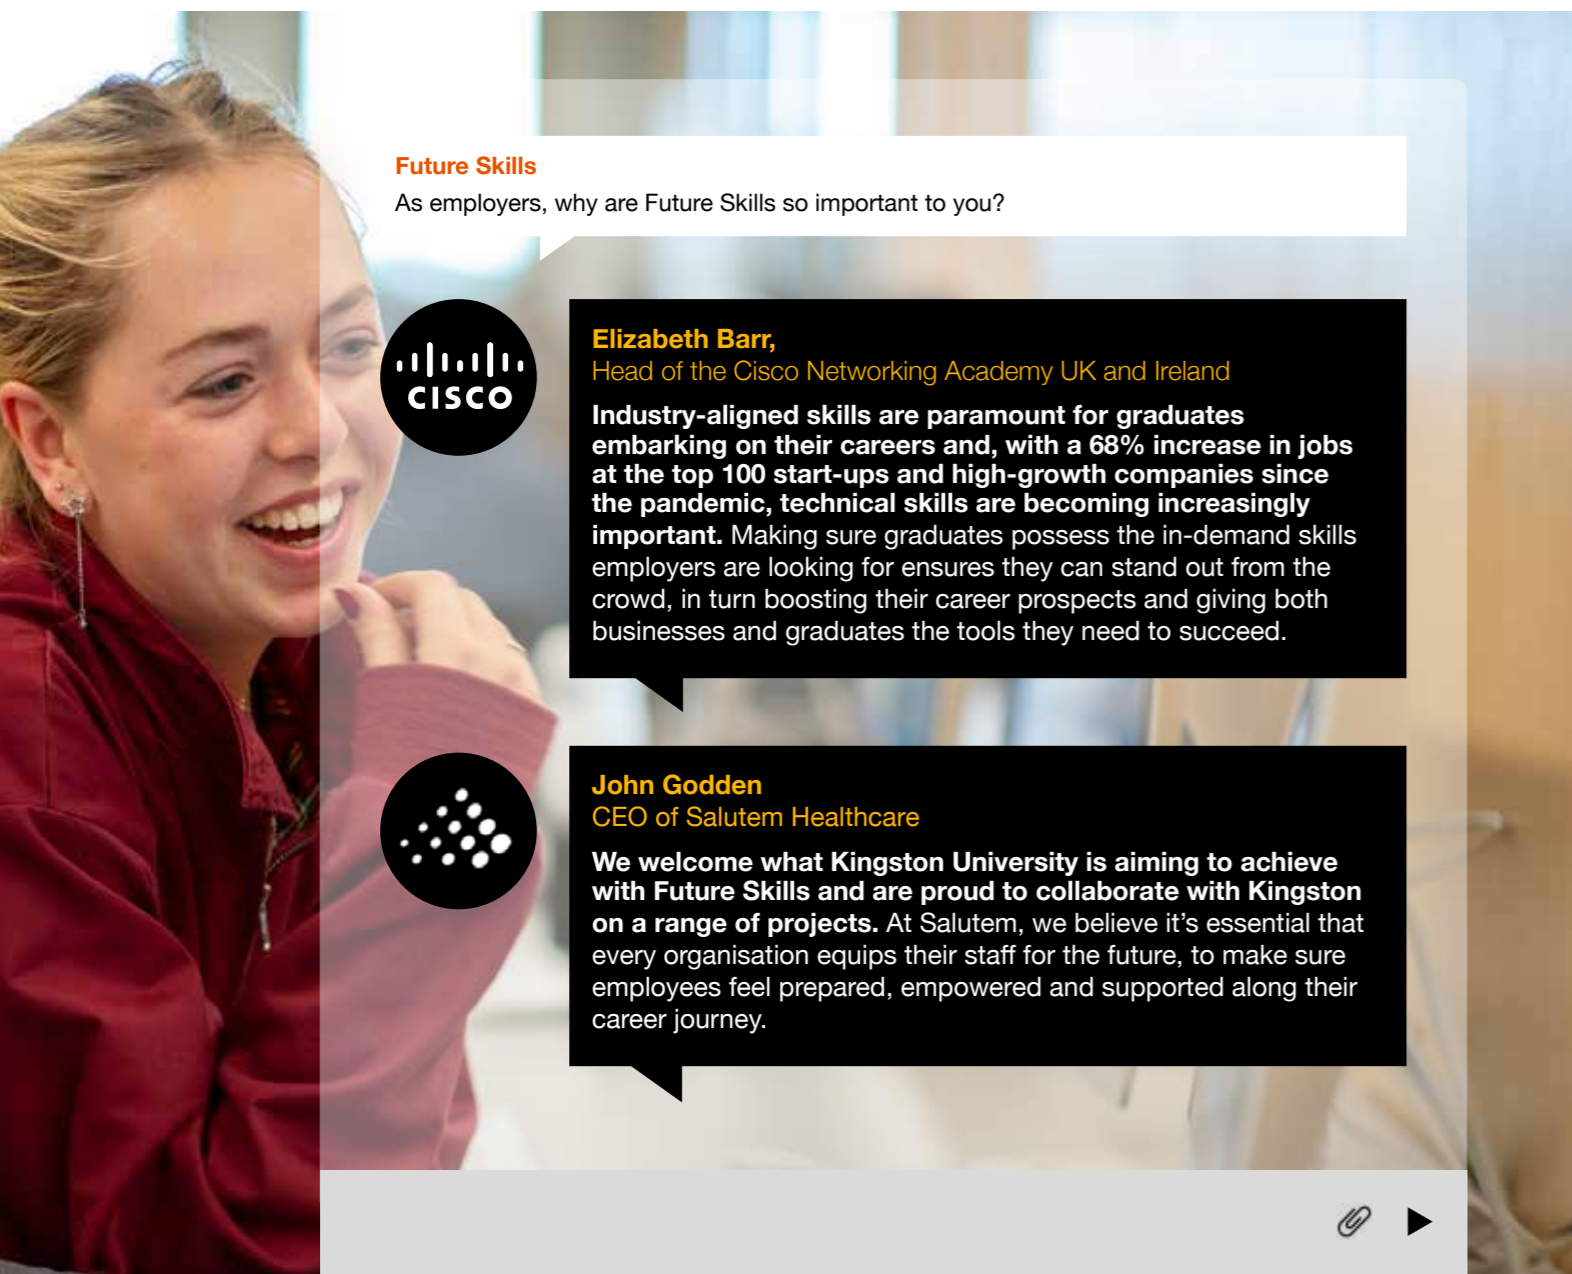 Future Skills
As employers, why are Future Skills so important to you?
CISCO
Elizabeth Barr,
Head of the Cisco Networking Academy UK and Ireland
Industry-aligned skills are paramount for graduates
embarking on their careers and, with a 68% increase in jobs
at the top 100 start-ups and high-growth companies since
the pandemic, technical skills are becoming increasingly
important. Making sure graduates possess the in-demand skills
employers are looking for ensures they can stand out from the
crowd, in turn boosting their career prospects and giving both
businesses and graduates the tools they need to succeed.
John Godden
CEO of Salutem Healthcare
We welcome what Kingston University is aiming to achieve
with Future Skills and are proud to collaborate with Kingston
on a range of projects. At Salutem, we believe it’s essential that
every organisation equips their staff for the future, to make sure
employees feel prepared, empowered and supported along their
career journey.